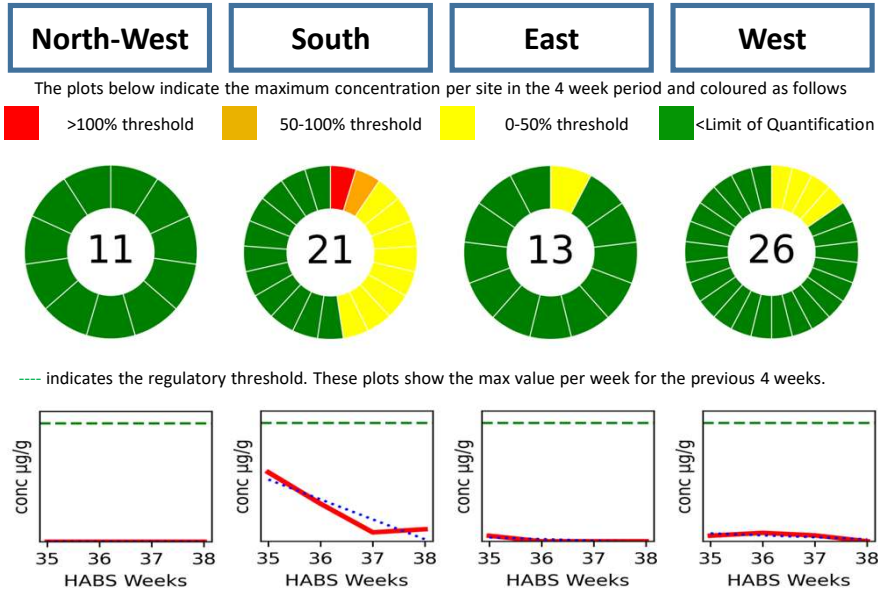 North-West South East West
The plots below indicate the maximum concentration per site in the 4 week period and coloured as follows
>100% threshold 50-100% threshold 0-50% threshold <Limit of Quantification
11 21 13 26
---- indicates the regulatory threshold. These plots show the max value per week for the previous 4 weeks.
conc µg/g conc µg/g conc µg/g conc µg/g
35 36 37 38 35 36 37 38 35 36 37 38 35 36 37 38
HABS Weeks HABS Weeks HABS Weeks HABS Weeks